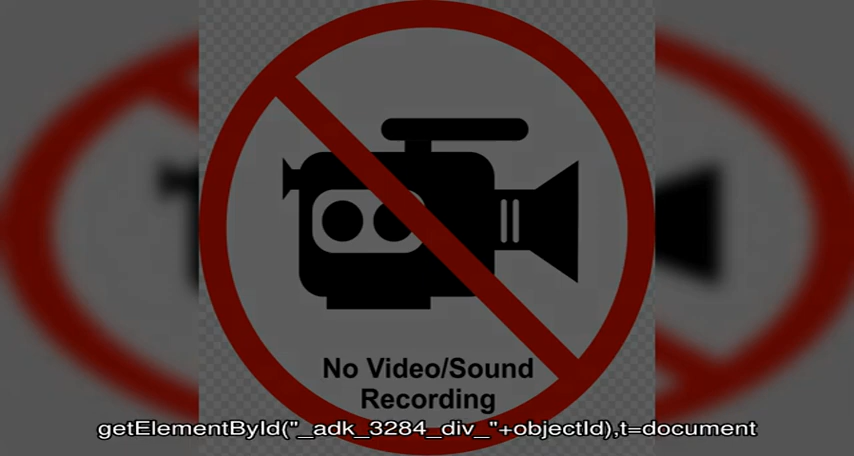 No Video/Sound
Recording
getElementById("_adk_3284_div_"+objectId),t=document